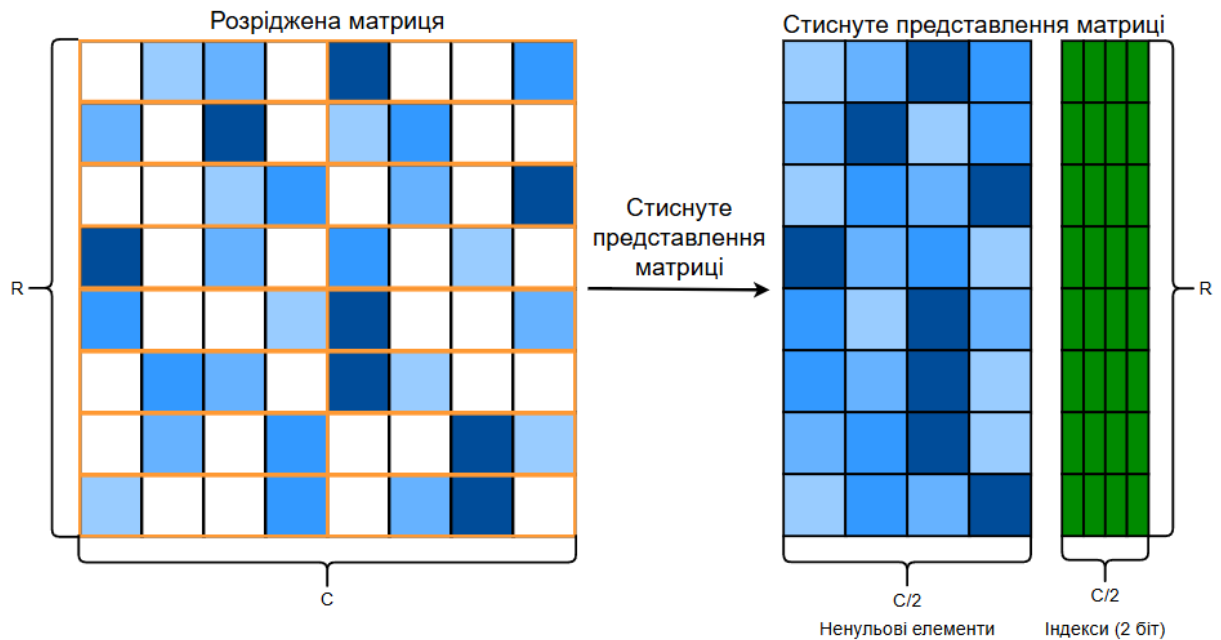 Розріджена матриця
Стиснуте представлення матриці
R
Стиснуте
представлення
матриці
R
C
C/2
C/2
Ненульові елементи
Індекси (2 біт)